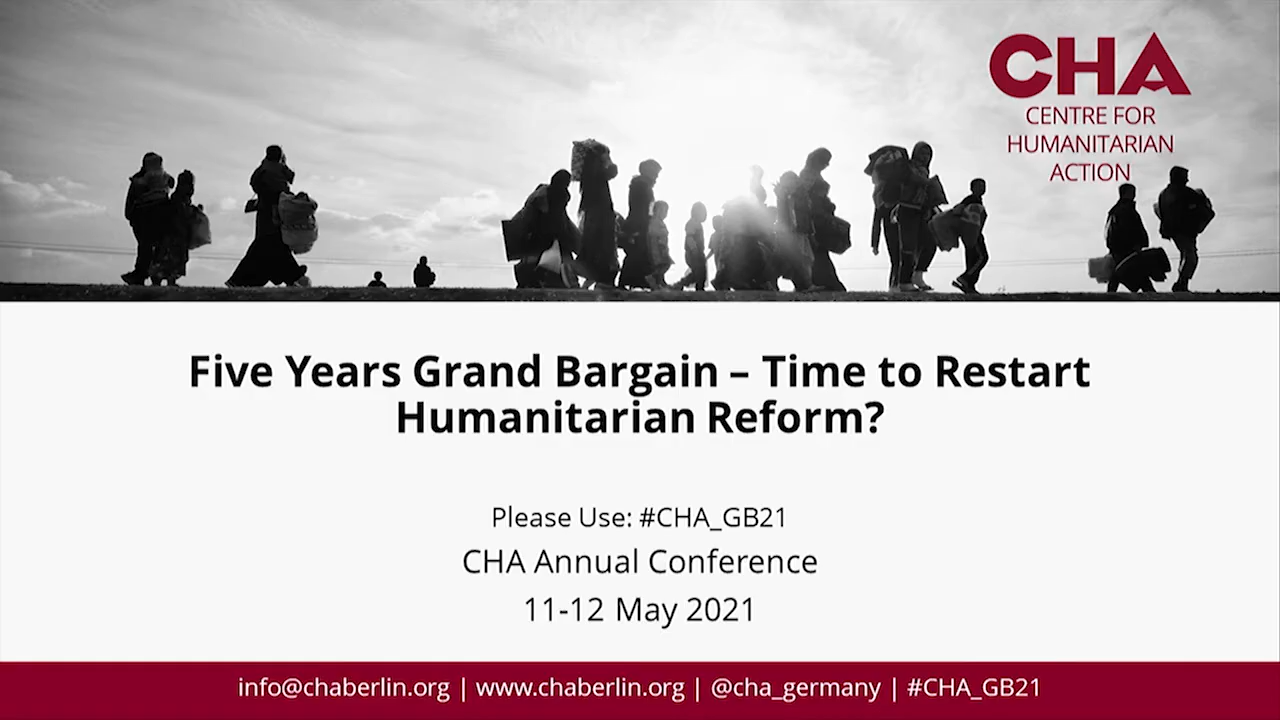 CHA
CENTRE FOR
HUMANITARIAN
ACTION
Five Years Grand Bargain – Time to Restart
Humanitarian Reform?
Please Use: #CHA_GB21
CHA Annual Conference
11-12 May 2021
info@chaberlin.org | www.chaberlin.org | @cha_germany | #CHA_GB21